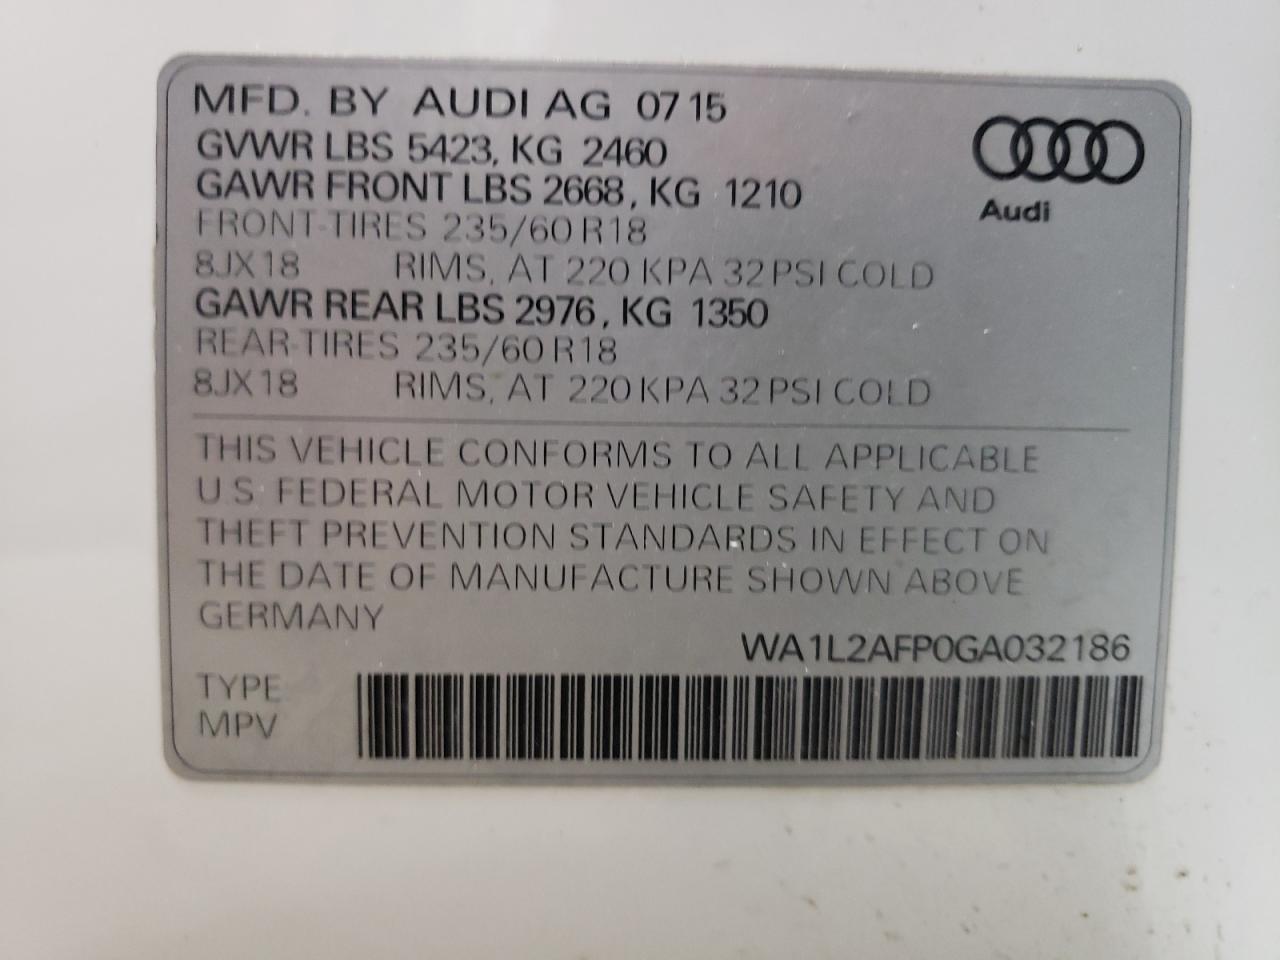 MFD. BY AUDI AG 07 15
GVWR LBS 5423, KG 2460
GAWR FRONT LBS 2668, KG 1210
FRONT-TIRES 235/60 R18
8JX18 RIMS, AT 220 KPA 32 PSI COLD
GAWR REAR LBS 2976, KG 1350
REAR-TIRES 235/60 R18
8JX18 RIMS, AT 220 KPA 32 PSI COLD
Audi
THIS VEHICLE CONFORMS TO ALL APPLICABLE
U.S. FEDERAL MOTOR VEHICLE SAFETY AND
THEFT PREVENTION STANDARDS IN EFFECT ON
THE DATE OF MANUFACTURE SHOWN ABOVE
GERMANY
WA1L2AFP0GA032186
TYPE
MPV